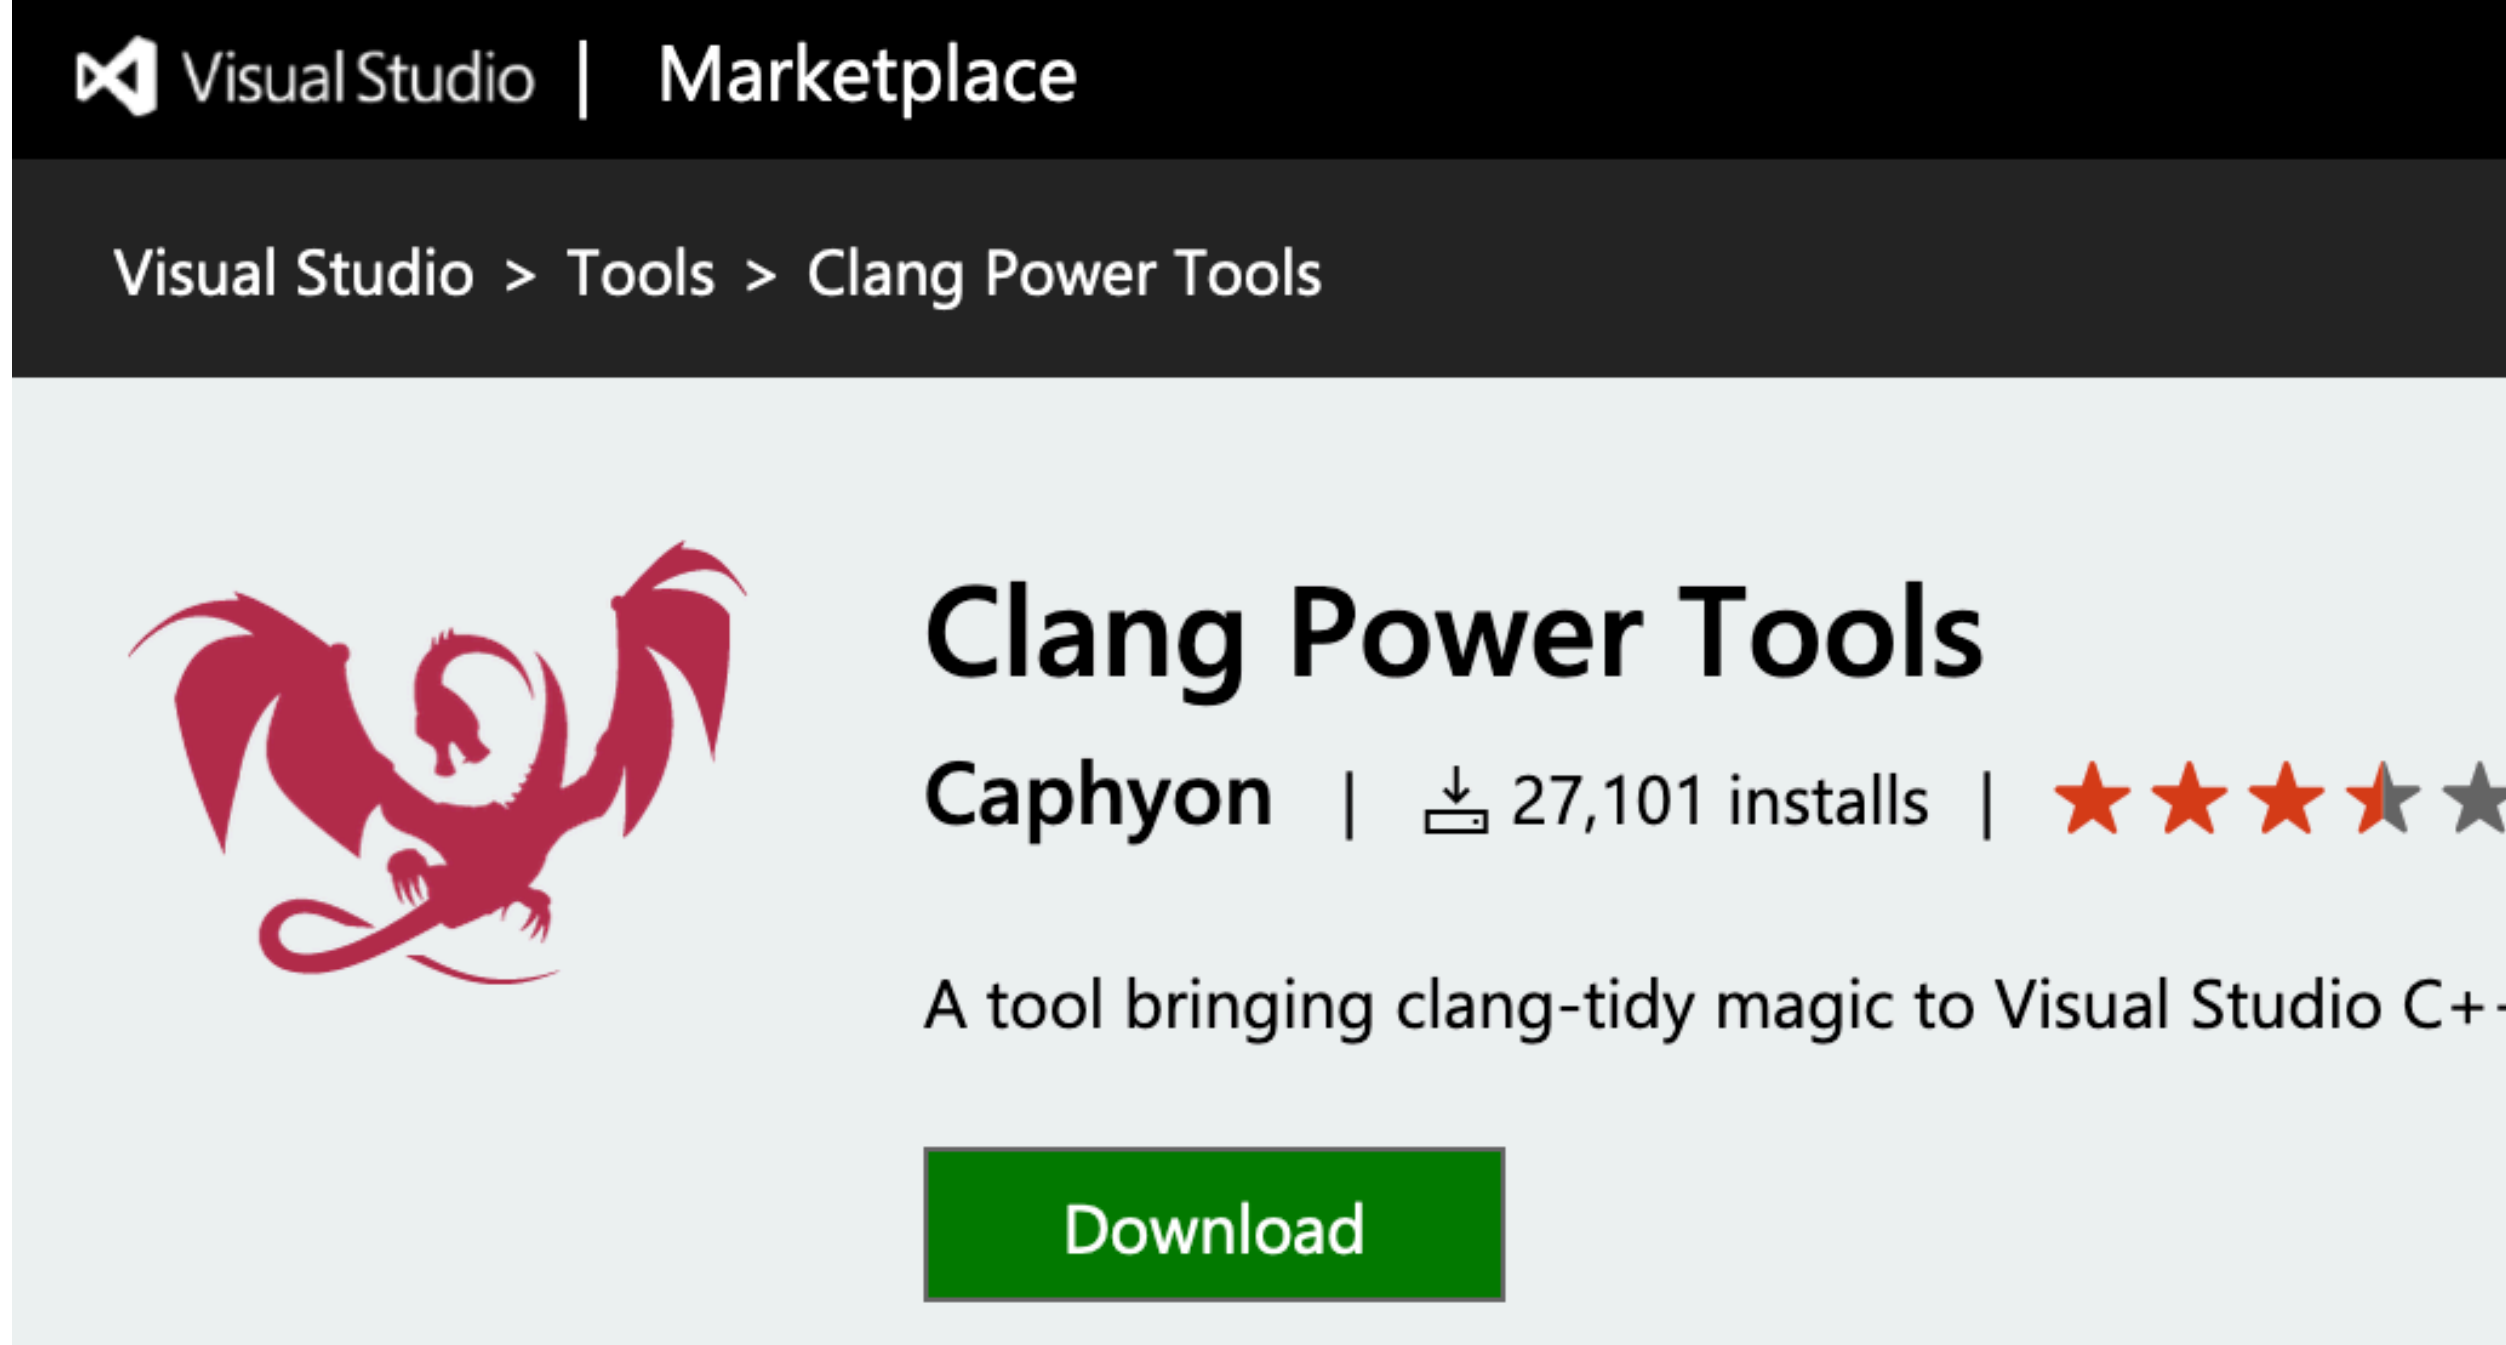 Visual Studio | Marketplace
Visual Studio > Tools > Clang Power Tools
Clang Power Tools
Caphyon | 27,101 installs |
A tool bringing clang-tidy magic to Visual Studio C+
Download